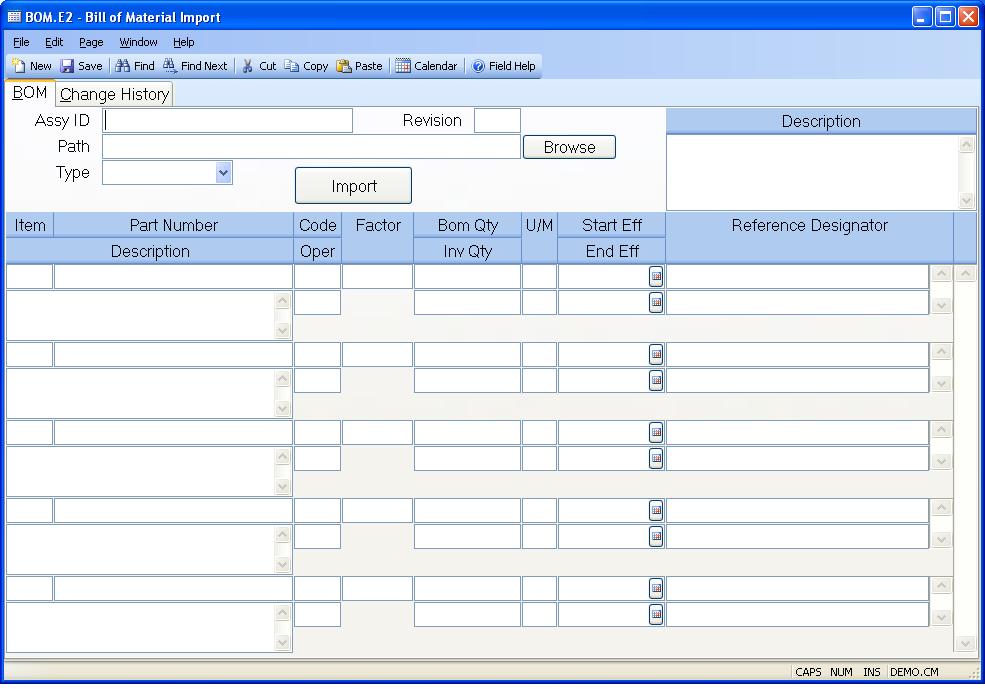 BOM.E2 - Bill of Material Import
File Edit Page Window Help
New Save Find Find Next Cut Copy Paste Calendar Field Help
BOM Change History
Assy ID Revision Description
Path Browse
Type Import
Item Part Number Code Factor Bom Qty U/M Start Eff Reference Designator
Description Oper Inv Qty End Eff
CAPS NUM INS DEMO.CM